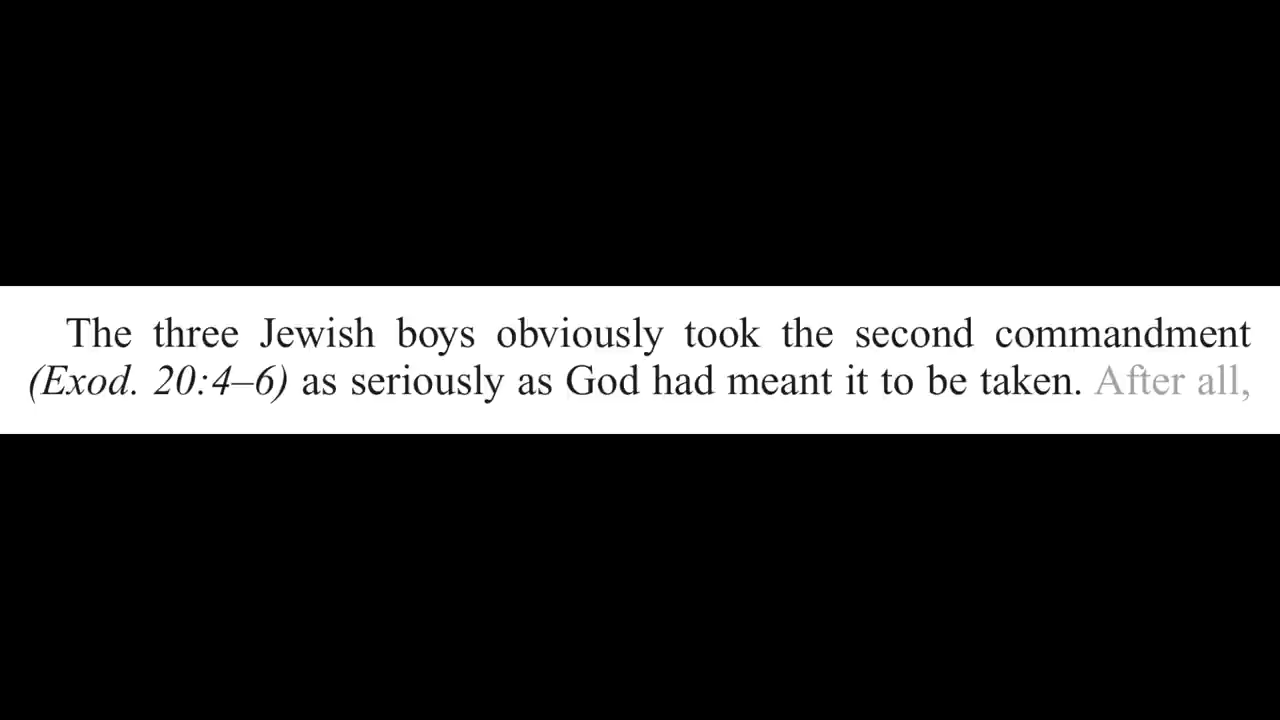 The three Jewish boys obviously took the second commandment
(Exod. 20:4–6) as seriously as God had meant it to be taken. After all,